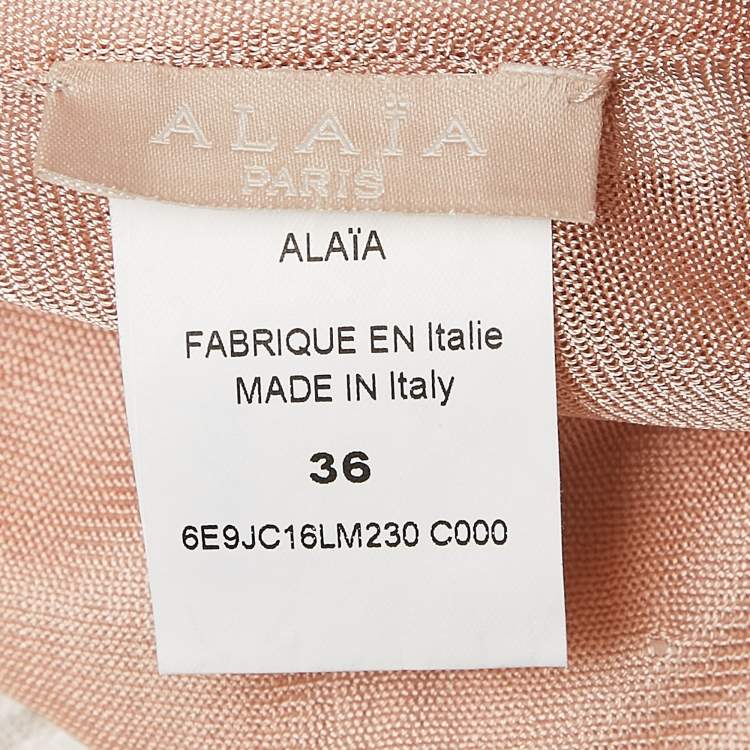 ALAÏA
PARIS
ALAÏA
FABRIQUE EN Italie
MADE IN Italy
36
6E9JC16LM230 C000